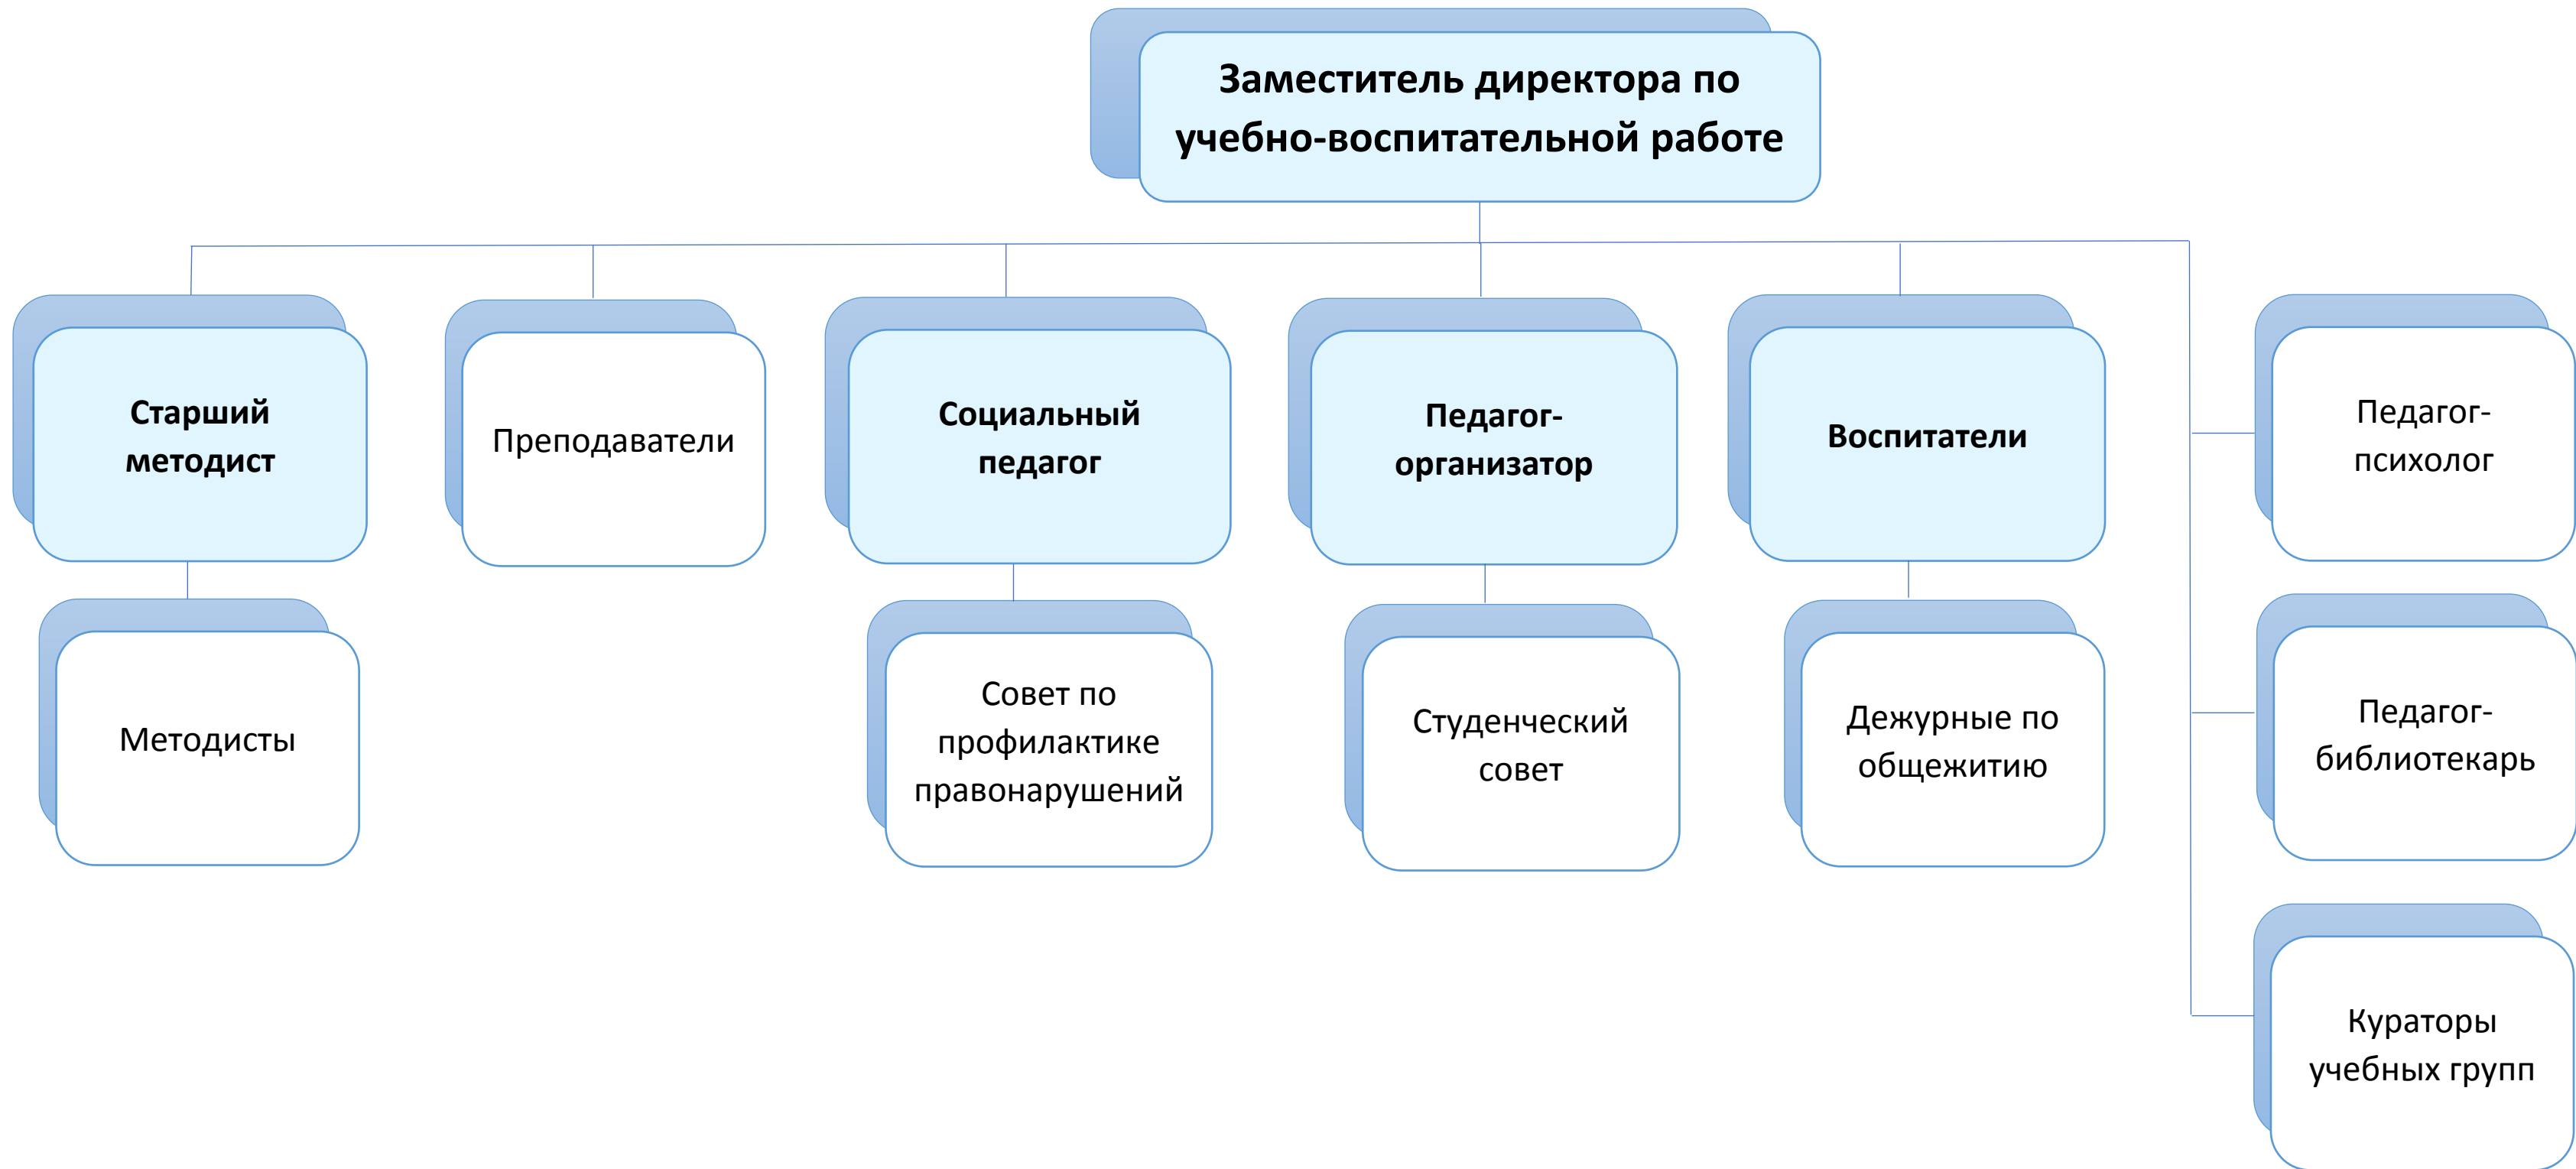 Заместитель директора по
учебно-воспитательной работе
Старший
методист
Преподаватели
Социальный
педагог
Педагог-
организатор
Воспитатели
Педагог-
психолог
Методисты
Совет по
профилактике
правонарушений
Студенческий
совет
Дежурные по
общежитию
Педагог-
библиотекарь
Кураторы
учебных групп